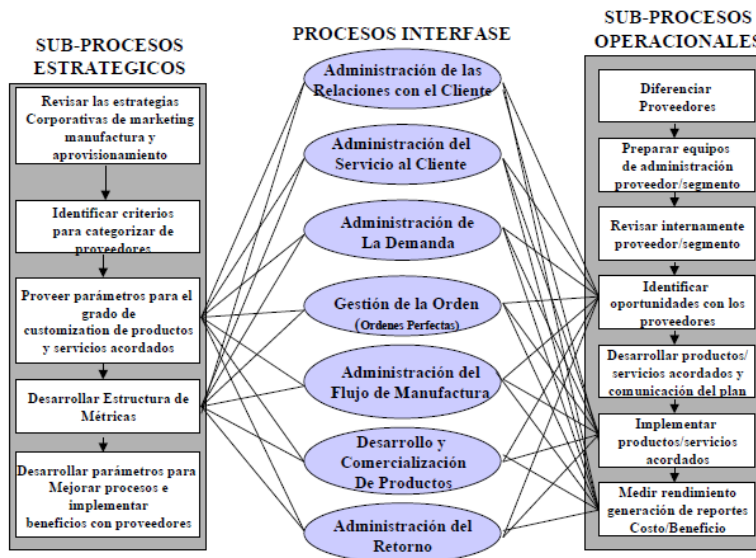 SUB-PROCESOS
ESTRATEGICOS
Revisar las estrategias
Corporativas de marketing
manufactura y
aprovisionamiento
Identificar criterios
para categorizar de
proveedores
Proveer parámetros para el
grado de
customization de productos
y servicios acordados
Desarrollar Estructura de
Métricas
Desarrollar parámetros para
Mejorar procesos e
implementar
beneficios con proveedores
PROCESOS INTERFASE
Administración de las
Relaciones con el Cliente
Administración del
Servicio al Cliente
Administración de
La Demanda
Gestión de la Orden
(Ordenes Perfectas)
Administración del
Flujo de Manufactura
Desarrollo y
Comercialización
De Productos
Administración del
Retorno
SUB-PROCESOS
OPERACIONALES
Diferenciar
Proveedores
Preparar equipos
de administración
proveedor/segmento
Revisar internamente
proveedor/segmento
Identificar
oportunidades con los
proveedores
Desarrollar productos/
servicios acordados y
comunicación del plan
Implementar
productos/servicios
acordados
Medir rendimiento
generación de reportes
Costo/Beneficio